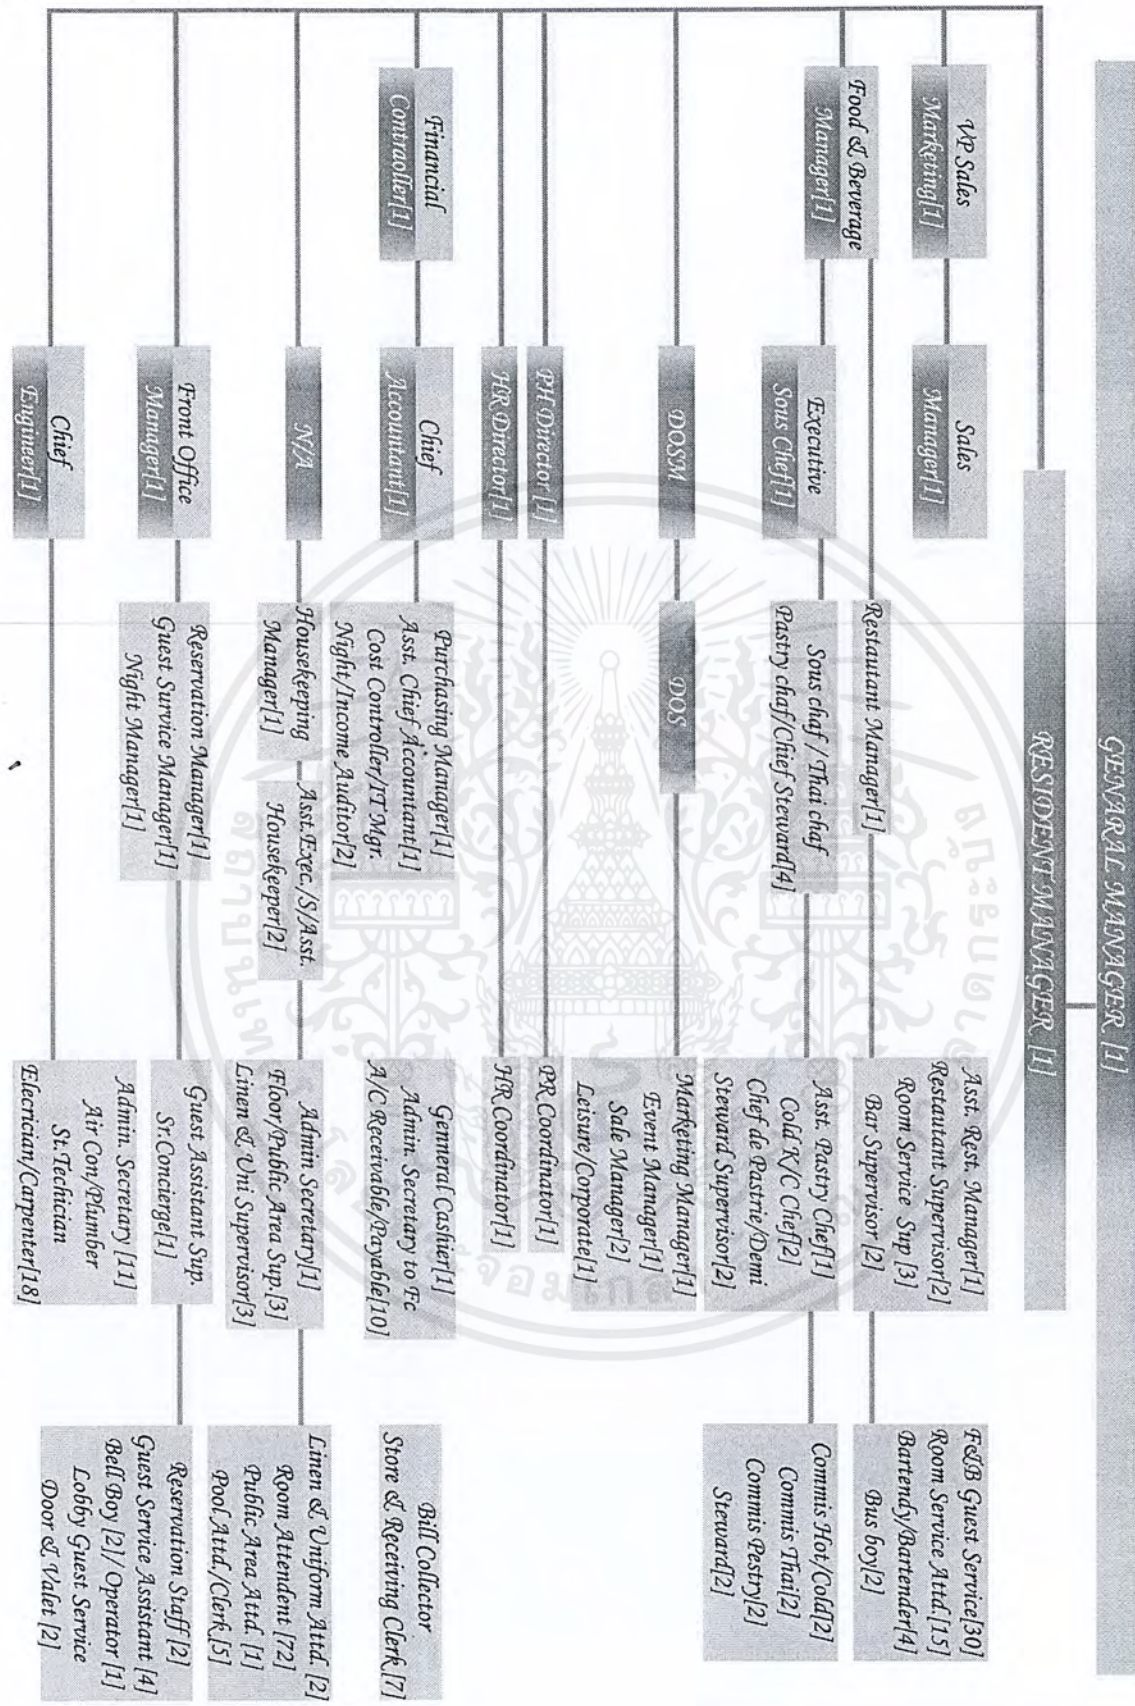 GENARAL MANAGER [1]
RESIDENT MANAGER [1]
VP Sales
Marketing[1]
Sales
Manager[1]
Food & Beverage
Manager[1]
Restautant Manager[1]
Asst. Rest. Manager[1]
Restautant Supervisor[2]
Room Service Sup.[3]
Bar Supervisor [2]
F&B Guest Service[30]
Room Service Attd.[15]
Bartendy/Bartender[4]
Bus boy[2]
Executive
Sous Chef[1]
Sous chaf / Thai chaf
Pastry chaf/Chief Steward[4]
Asst. Pastry Chef[1]
Cold K/C Chef[2]
Chef de Pastrie/Demi
Steward Supervisor[2]
Commis Hot/Cold[2]
Commis Thai[2]
Commis Pestry[2]
Steward[2]
DOSM
DOS
Marketing Manager[1]
Event Manager[1]
Sale Manager[2]
Leisure/Corporate[1]
PH Director [1]
PR Coordinator[1]
HR Director[1]
HR Coordinator[1]
Financial
Contraoller[1]
Chief
Accountant[1]
Purchasing Manager[1]
Asst. Chief Accountant[1]
Cost Controller/IT Mgr.
Night/Income Auditor[2]
Genneral Cashier[1]
Admin. Secretary to Fc
A/C Receivable/Payable[10]
Bill Collector
Store & Receiving Clerk[7]
N/A
Housekeeping
Manager[1]
Asst.Exec./S/Asst.
Housekeeper[2]
Admin Secretary[1]
Floor/Public Area Sup.[3]
Linen & Uni Supervisor[3]
Linen & Uniform Attd. [2]
Room Attendent [72]
Public Area Attd. [1]
Pool Attd./Clerk [5]
Front Office
Manager[1]
Reservation Manager[1]
Guest Survice Manager[1]
Night Manager[1]
Guest Assistant Sup.
Sr.Concierge[1]
Reservation Staff [2]
Guest Service Assistant [4]
Bell Boy [2]/ Operator [1]
Lobby Guest Service
Door & Valet [2]
Chief
Engineer[1]
Admin. Secretary [11]
Air Con/Plumber
St.Techician
Elecrician/Carpenter[18]